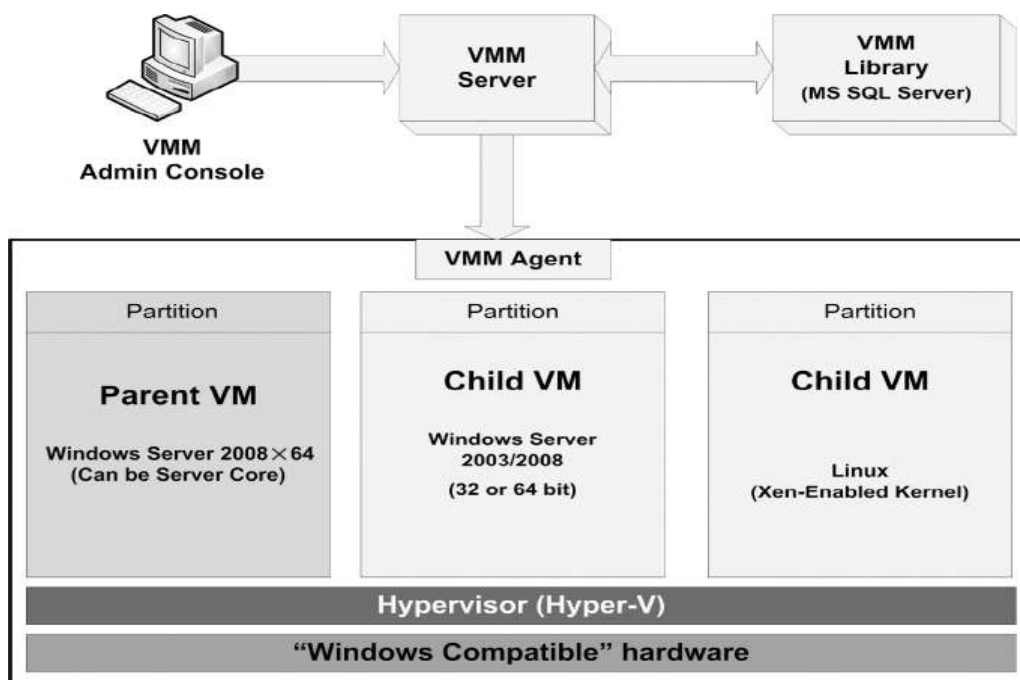 VMM
Server
VMM
Library
(MS SQL Server)
VMM
Admin Console
VMM Agent
Partition
Parent VM
Windows Server 2008×64
(Can be Server Core)
Partition
Child VM
Windows Server
2003/2008
(32 or 64 bit)
Partition
Child VM
Linux
(Xen-Enabled Kernel)
Hypervisor (Hyper-V)
“Windows Compatible” hardware